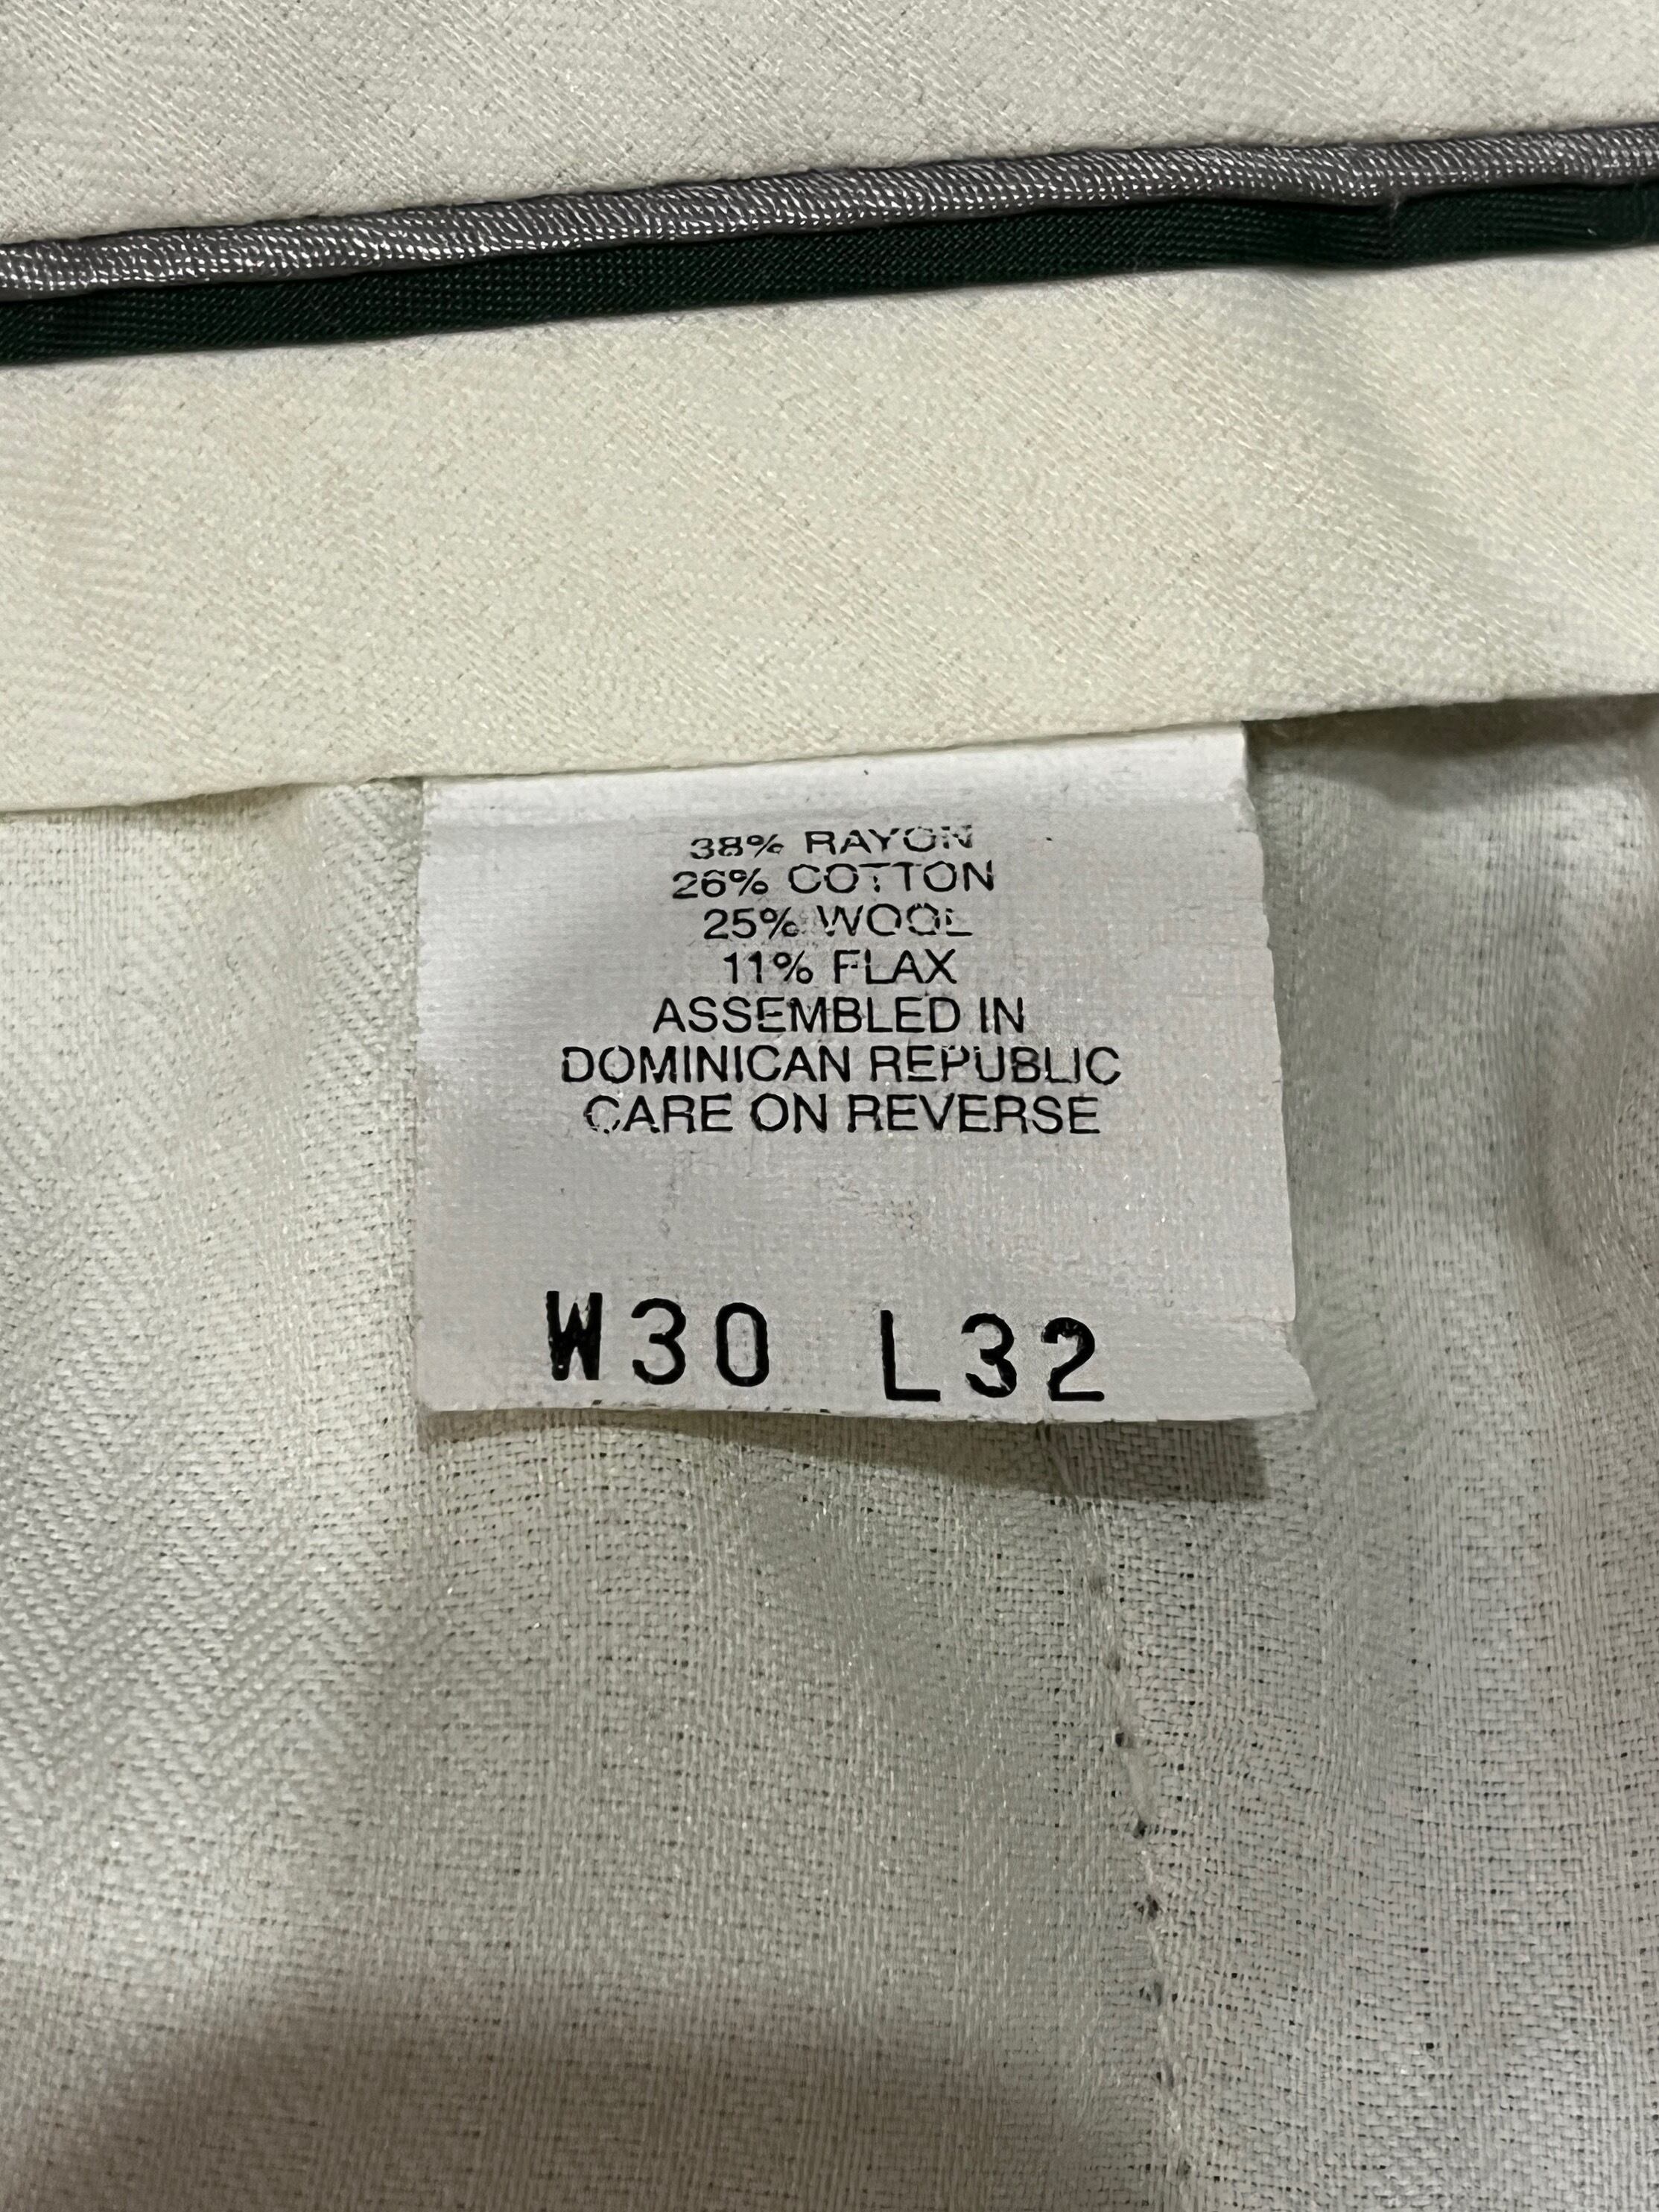 38% RAYON
26% COTTON
25% WOOL
11% FLAX
ASSEMBLED IN
DOMINICAN REPUBLIC
CARE ON REVERSE
W30 L32